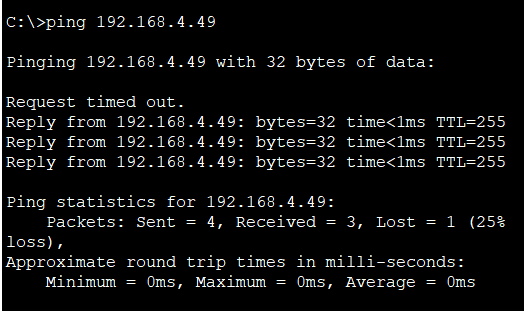 C:\>ping 192.168.4.49
Pinging 192.168.4.49 with 32 bytes of data:
Request timed out.
Reply from 192.168.4.49: bytes=32 time<1ms TTL=255
Reply from 192.168.4.49: bytes=32 time<1ms TTL=255
Reply from 192.168.4.49: bytes=32 time<1ms TTL=255
Ping statistics for 192.168.4.49:
    Packets: Sent = 4, Received = 3, Lost = 1 (25%
loss),
Approximate round trip times in milli-seconds:
    Minimum = 0ms, Maximum = 0ms, Average = 0ms